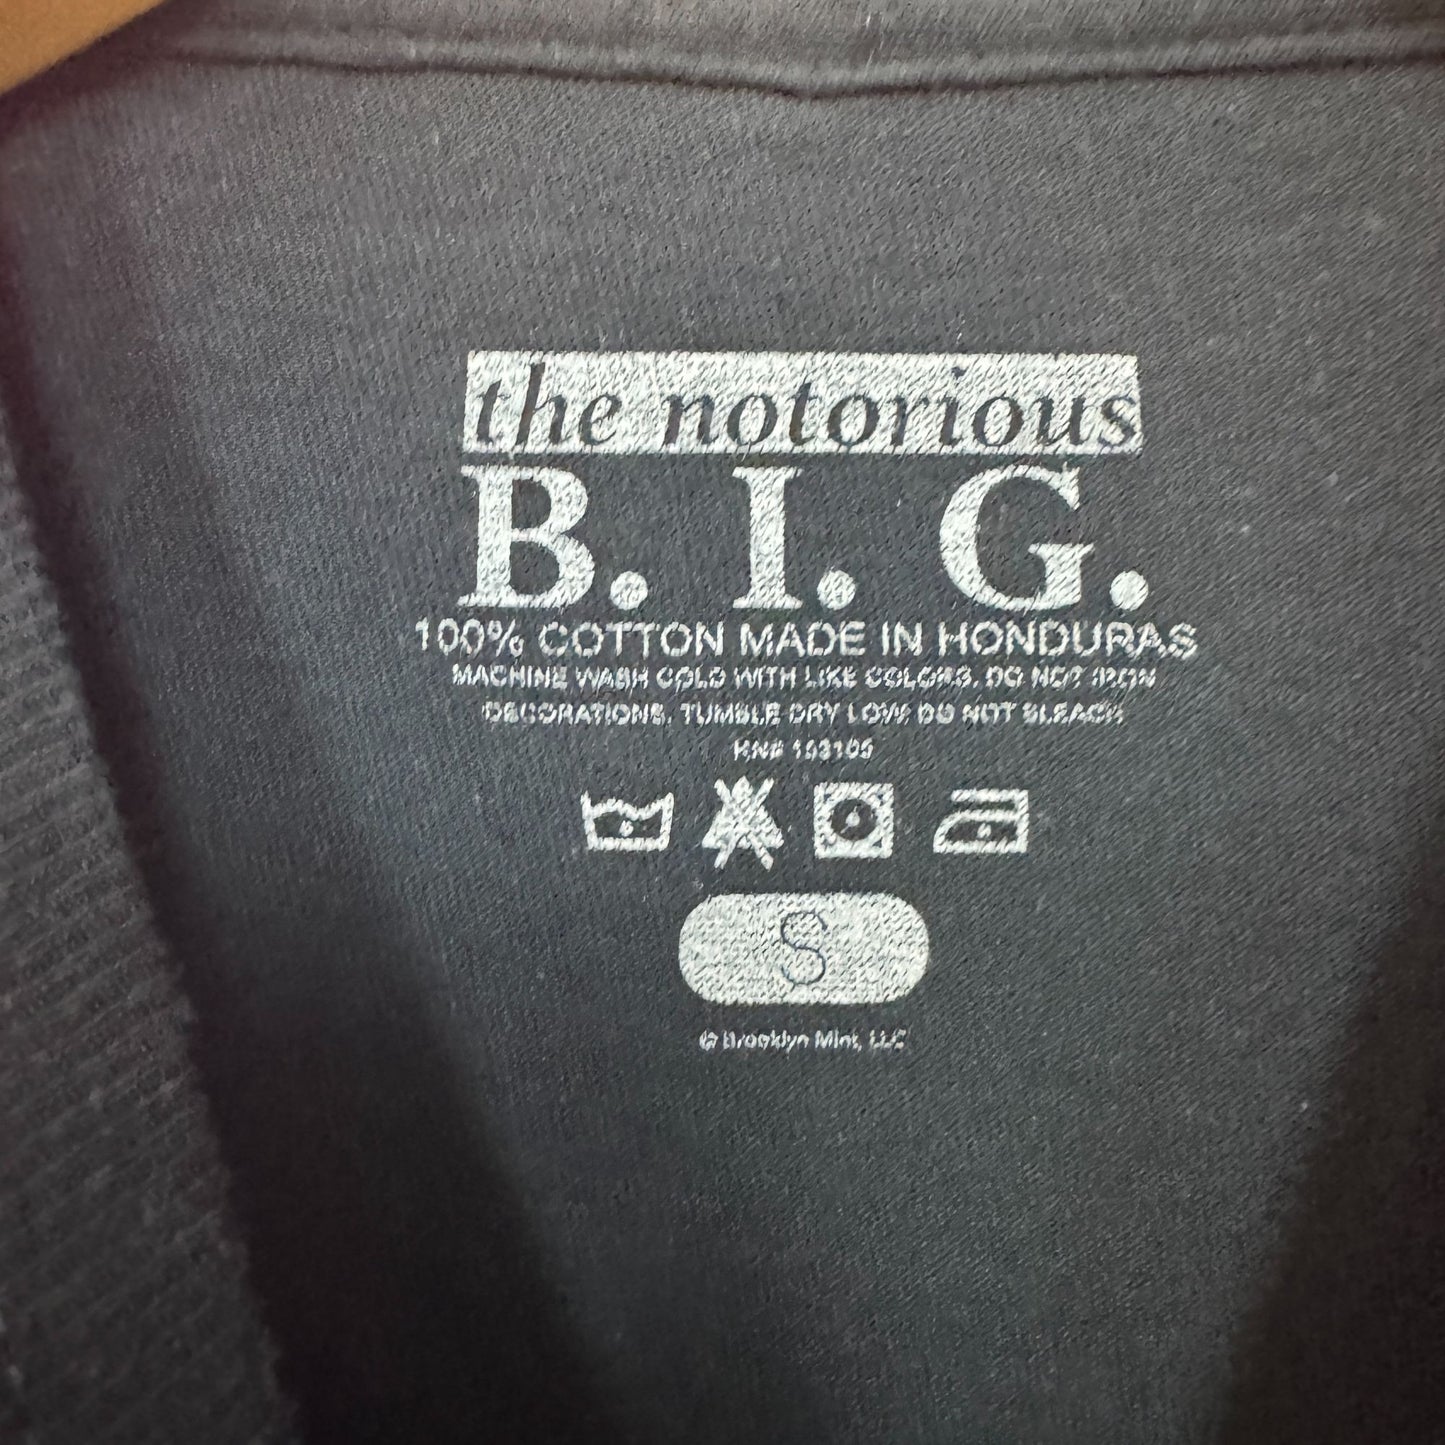 the notorious
B. I. G.
100% COTTON MADE IN HONDURAS
MACHINE WASH COLD WITH LIKE COLORS. DO NOT IRON
DECORATIONS. TUMBLE DRY LOW. DO NOT BLEACH
RN#
S
© Brooklyn Mint, LLC